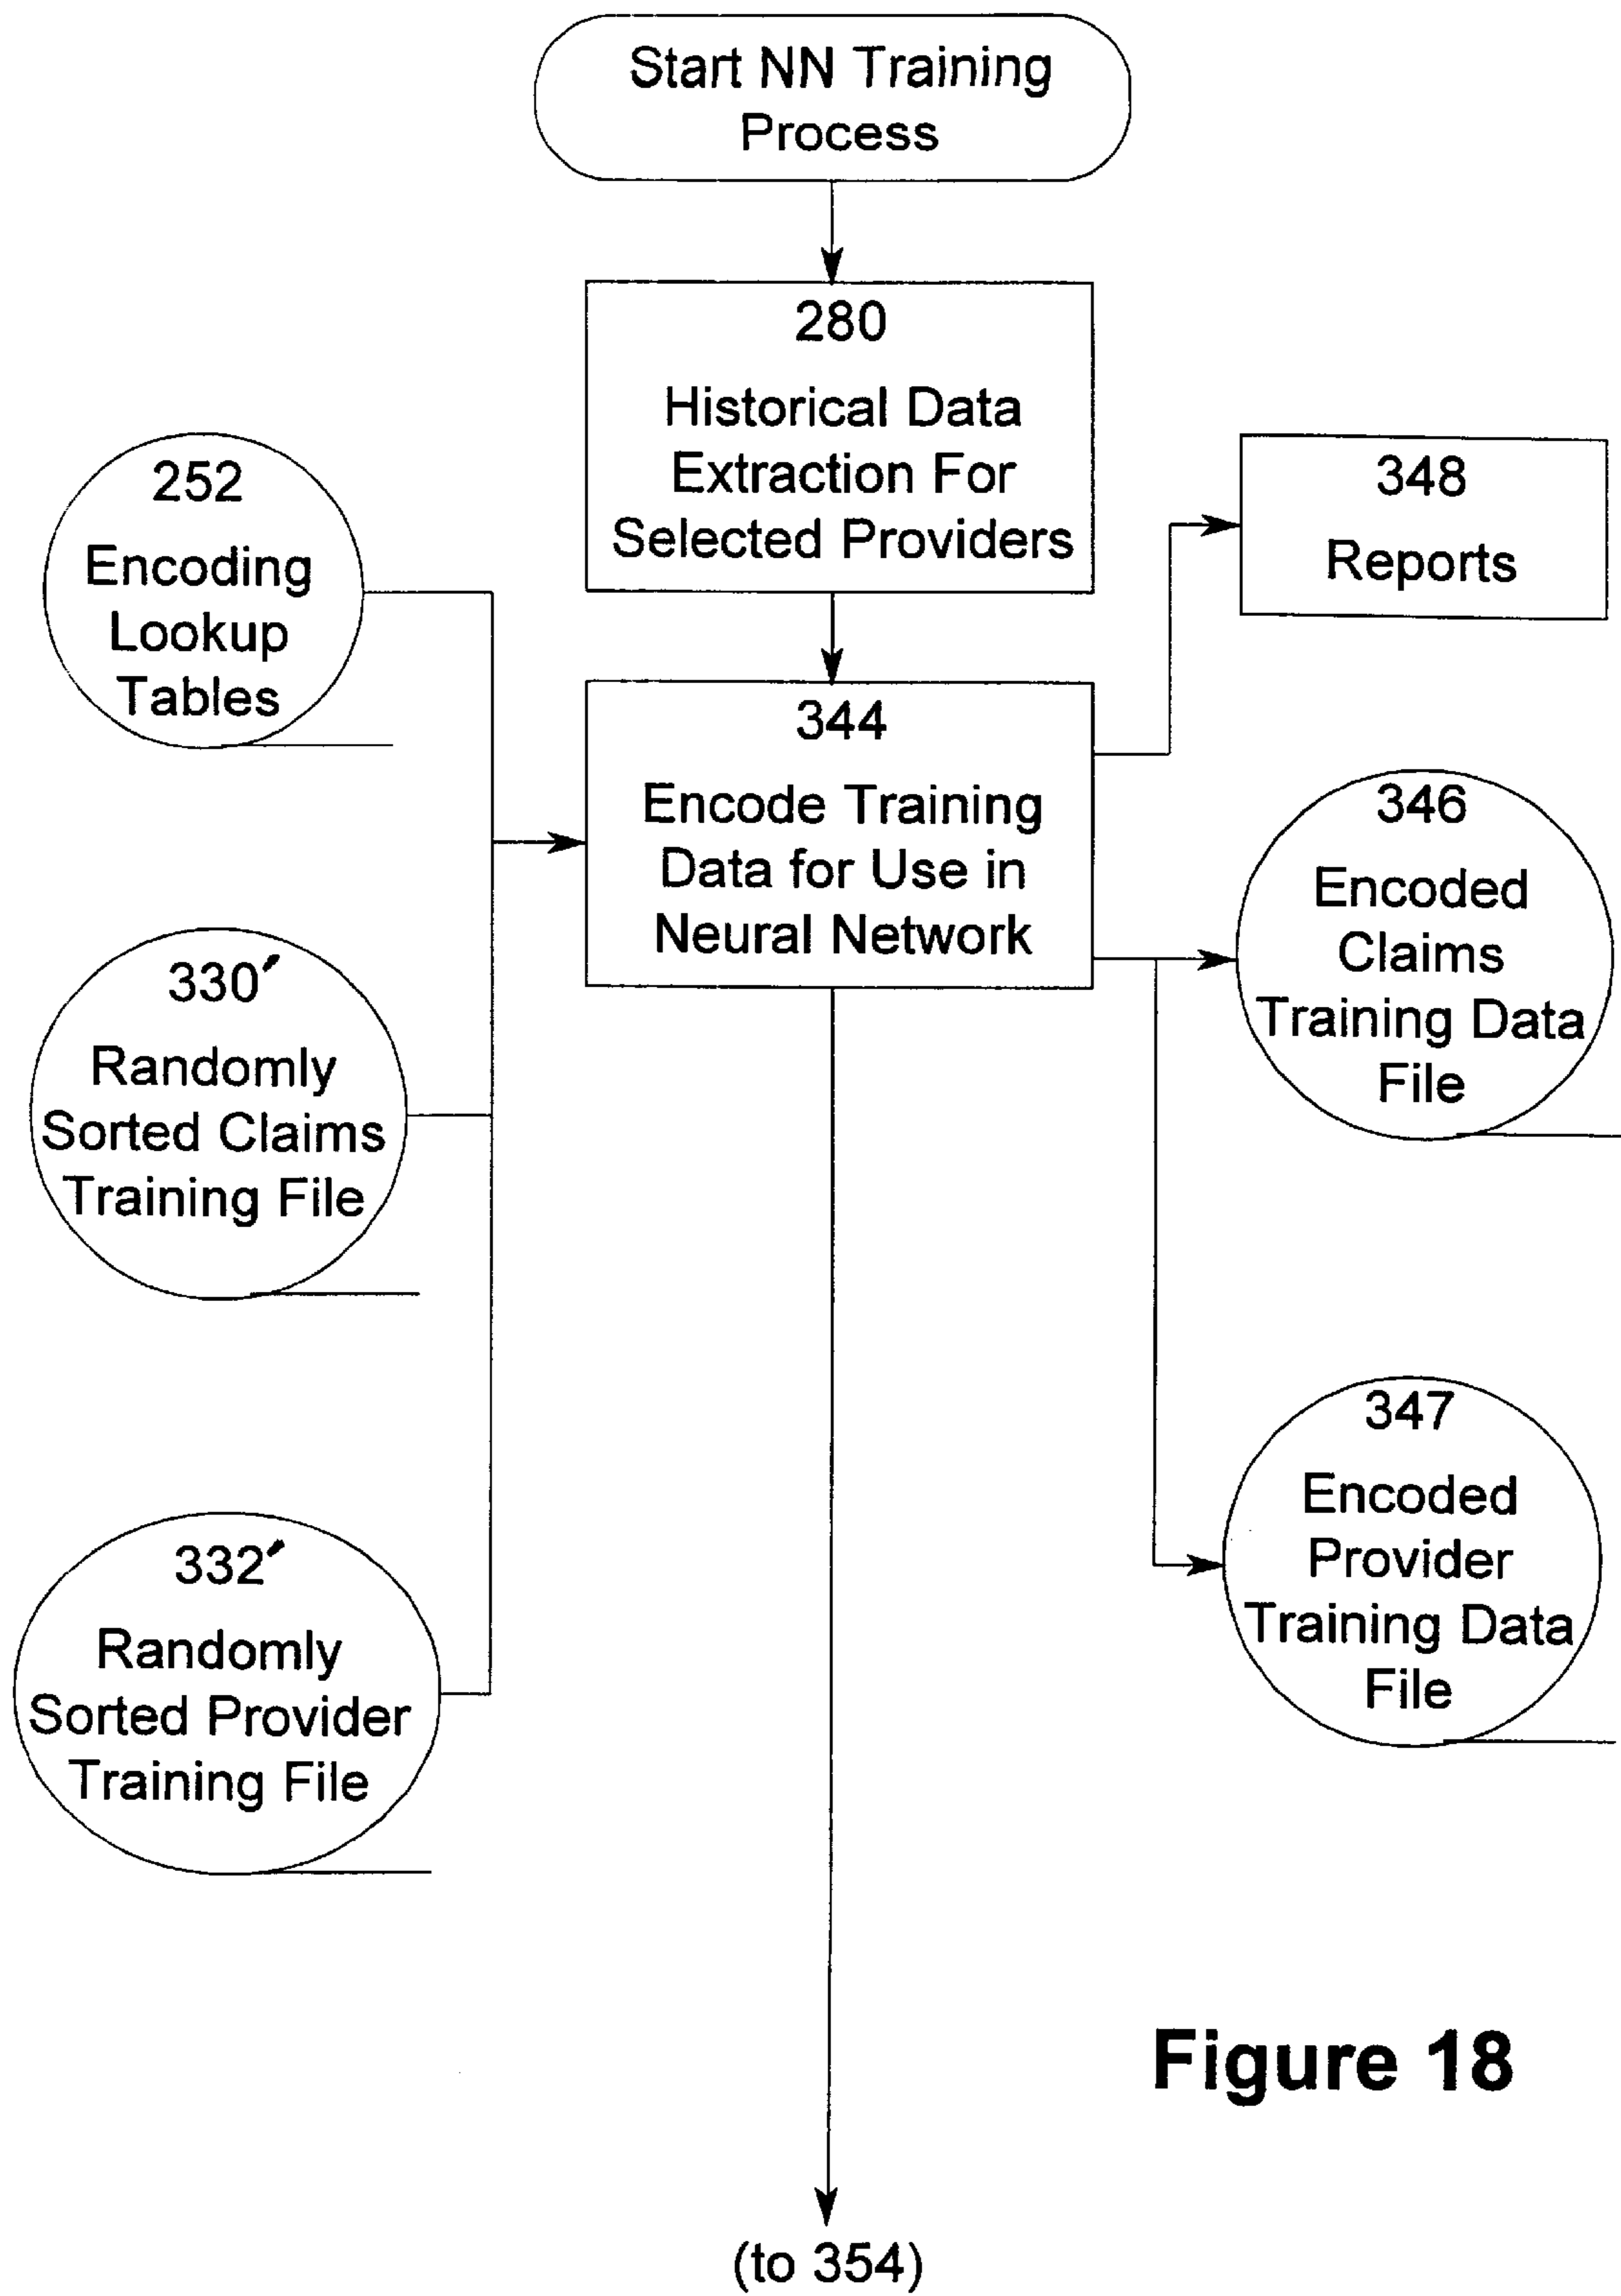 Start NN Training
Process
280
Historical Data
Extraction For
Selected Providers
252
Encoding
Lookup
Tables
348
Reports
344
Encode Training
Data for Use in
Neural Network
346
Encoded
Claims
Training Data
File
330′
Randomly
Sorted Claims
Training File
347
Encoded
Provider
Training Data
File
332′
Randomly
Sorted Provider
Training File
Figure 18
(to 354)